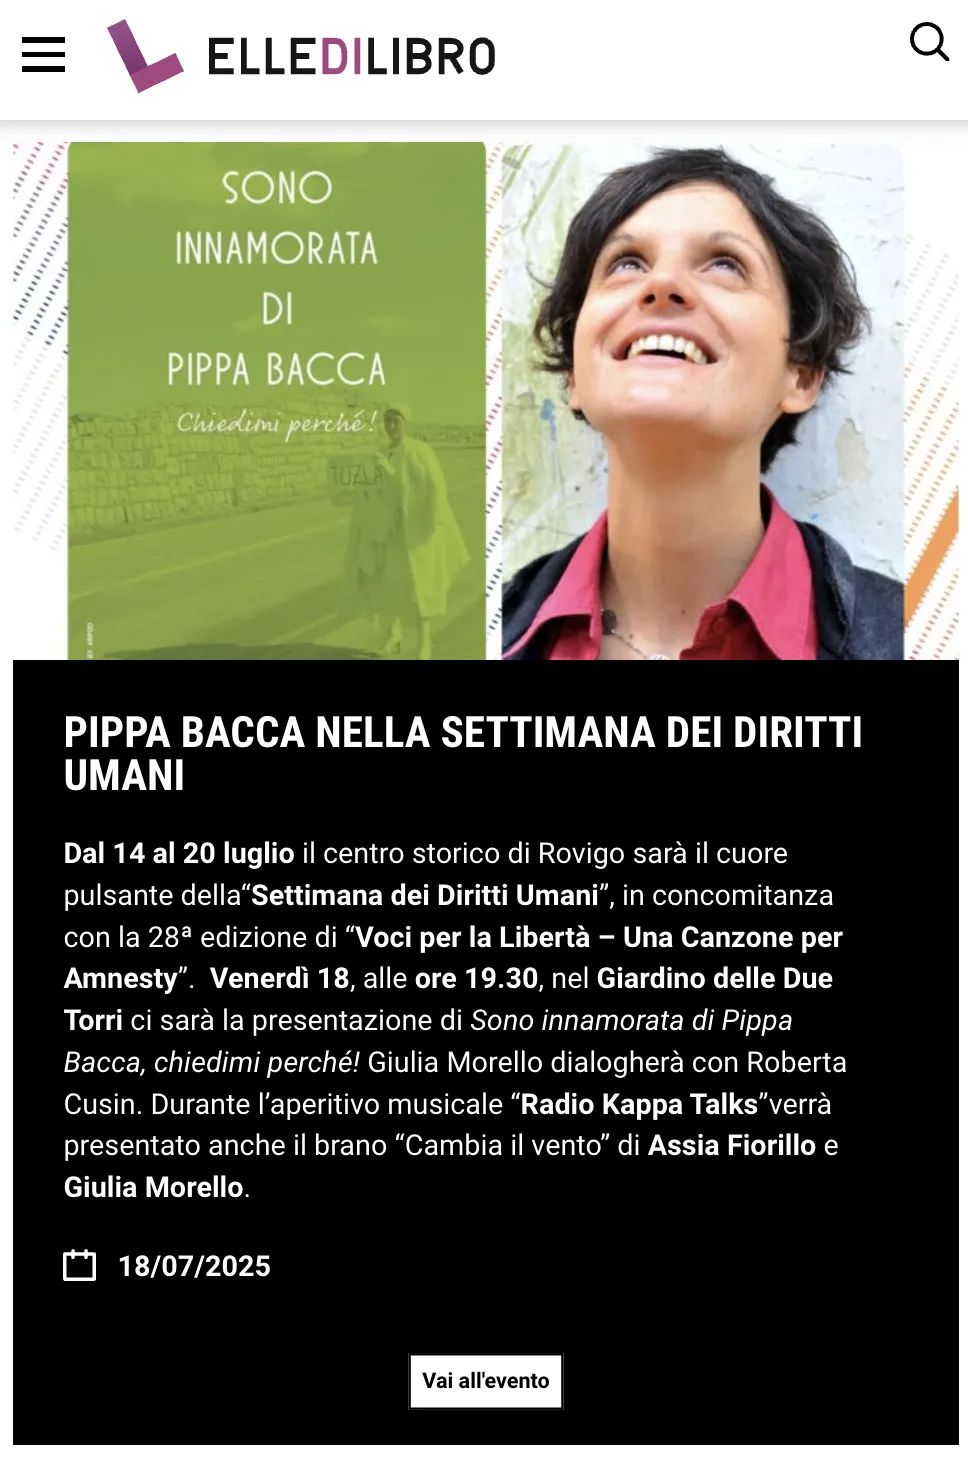 ELLEDILIBRO
SONO
INNAMORATA
DI
PIPPA BACCA
Chiedimi perché!
TUZLA
BY ARPOD
PIPPA BACCA NELLA SETTIMANA DEI DIRITTI
UMANI
Dal 14 al 20 luglio il centro storico di Rovigo sarà il cuore
pulsante della“Settimana dei Diritti Umani”, in concomitanza
con la 28ª edizione di “Voci per la Libertà – Una Canzone per
Amnesty”.  Venerdì 18, alle ore 19.30, nel Giardino delle Due
Torri ci sarà la presentazione di Sono innamorata di Pippa
Bacca, chiedimi perché! Giulia Morello dialogherà con Roberta
Cusin. Durante l’aperitivo musicale “Radio Kappa Talks”verrà
presentato anche il brano “Cambia il vento” di Assia Fiorillo e
Giulia Morello.
18/07/2025
Vai all'evento